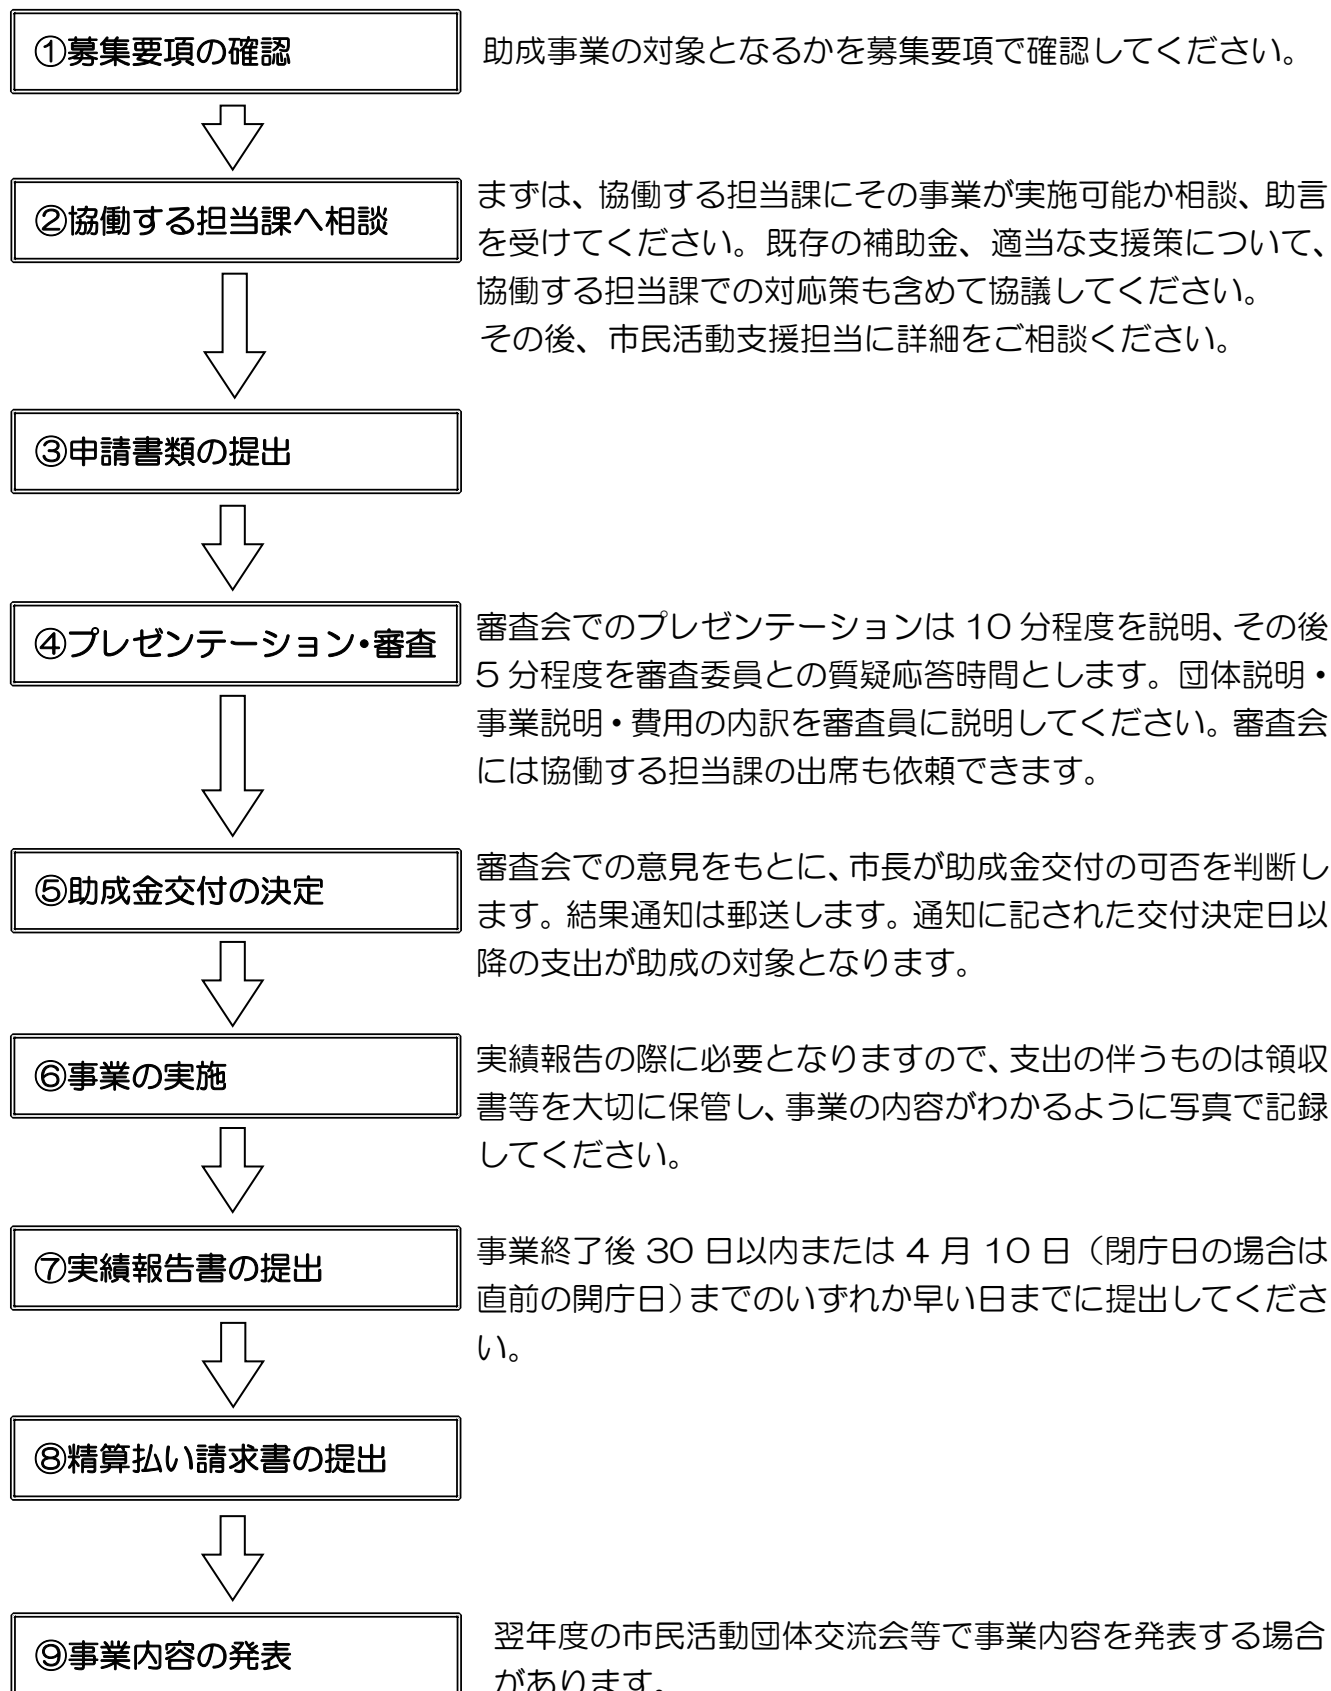 ①募集要項の確認
助成事業の対象となるかを募集要項で確認してください。
②協働する担当課へ相談
まずは、協働する担当課にその事業が実施可能か相談、助言
を受けてください。既存の補助金、適当な支援策について、
協働する担当課での対応策も含めて協議してください。
その後、市民活動支援担当に詳細をご相談ください。
③申請書類の提出
④プレゼンテーション・審査
審査会でのプレゼンテーションは 10 分程度を説明、その後
5 分程度を審査委員との質疑応答時間とします。団体説明・
事業説明・費用の内訳を審査員に説明してください。審査会
には協働する担当課の出席も依頼できます。
⑤助成金交付の決定
審査会での意見をもとに、市長が助成金交付の可否を判断し
ます。結果通知は郵送します。通知に記された交付決定日以
降の支出が助成の対象となります。
⑥事業の実施
実績報告の際に必要となりますので、支出の伴うものは領収
書等を大切に保管し、事業の内容がわかるように写真で記録
してください。
⑦実績報告書の提出
事業終了後 30 日以内または 4 月 10 日（閉庁日の場合は
直前の開庁日）までのいずれか早い日までに提出してくださ
い。
⑧精算払い請求書の提出
⑨事業内容の発表
翌年度の市民活動団体交流会等で事業内容を発表する場合
があります。